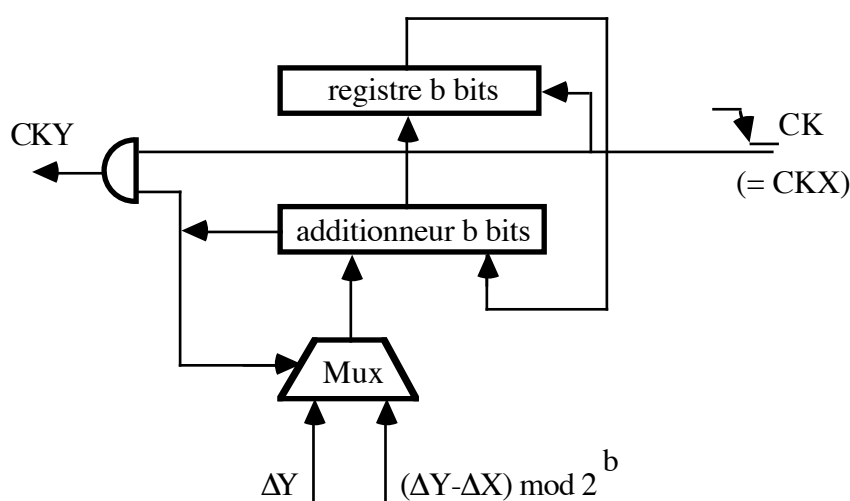 registre b bits
CKY
CK
(= CKX)
additionneur b bits
Mux
ΔY
(ΔY-ΔX) mod 2^b